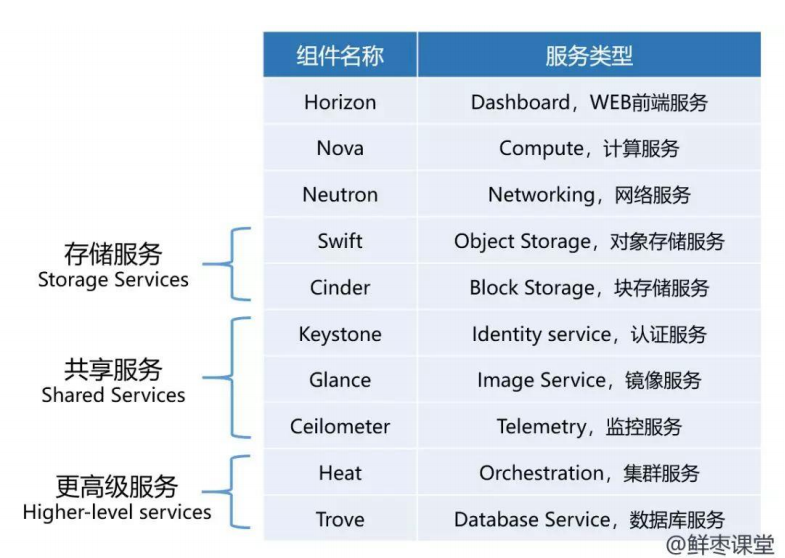 组件名称 服务类型
Horizon Dashboard，WEB前端服务
Nova Compute，计算服务
Neutron Networking，网络服务
存储服务
Storage Services
Swift Object Storage，对象存储服务
Cinder Block Storage，块存储服务
共享服务
Shared Services
Keystone Identity service，认证服务
Glance Image Service，镜像服务
Ceilometer Telemetry，监控服务
更高级服务
Higher-level services
Heat Orchestration，集群服务
Trove Database Service，数据库服务
@鲜枣课堂